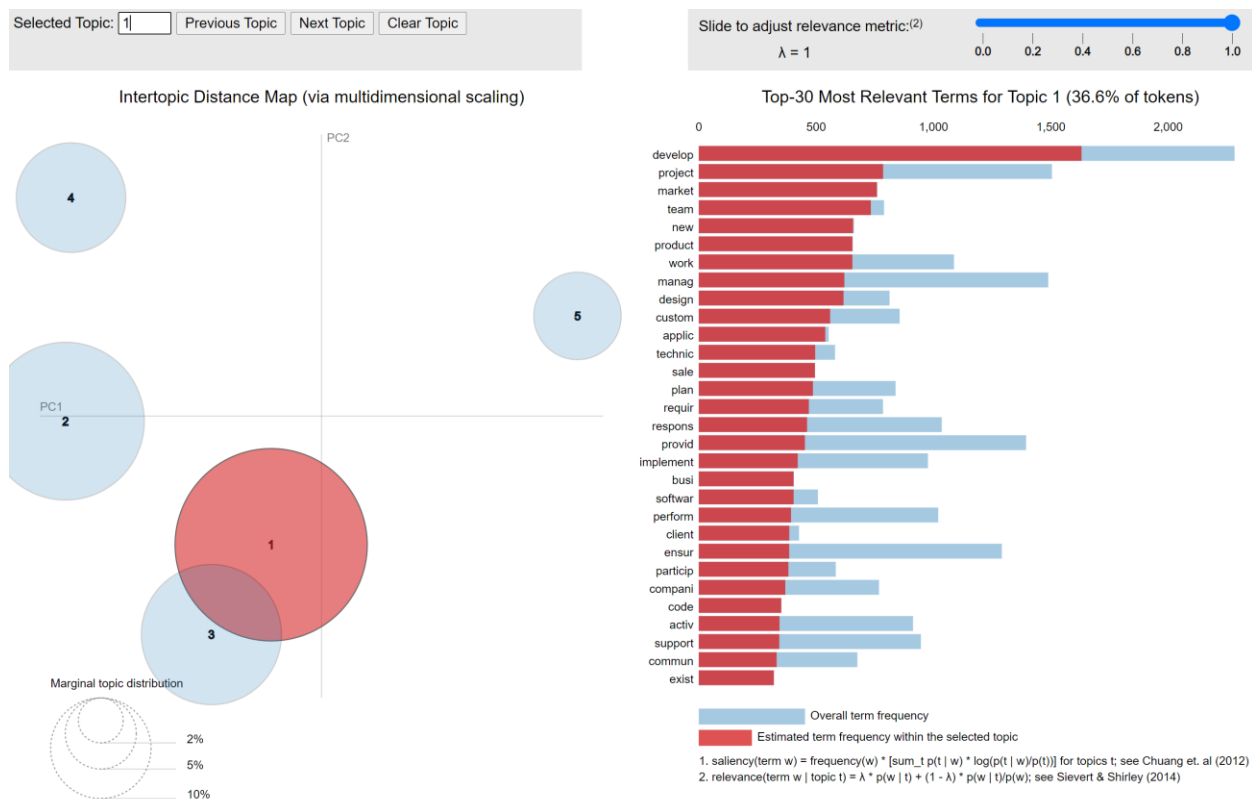 Selected Topic: 1 Previous Topic Next Topic Clear Topic
Slide to adjust relevance metric:(2)
λ = 1
0.0 0.2 0.4 0.6 0.8 1.0
Intertopic Distance Map (via multidimensional scaling)
PC2
4
5
PC1
2
1
3
Marginal topic distribution
2%
5%
10%
Top-30 Most Relevant Terms for Topic 1 (36.6% of tokens)
0 500 1,000 1,500 2,000
develop
project
market
team
new
product
work
manag
design
custom
applic
technic
sale
plan
requir
respons
provid
implement
busi
softwar
perform
client
ensur
particip
compani
code
activ
support
commun
exist
Overall term frequency
Estimated term frequency within the selected topic
1. saliency(term w) = frequency(w) * [sum_t p(t | w) * log(p(t | w)/p(t))] for topics t; see Chuang et. al (2012)
2. relevance(term w | topic t) = λ * p(w | t) + (1 - λ) * p(w | t)/p(w); see Sievert & Shirley (2014)